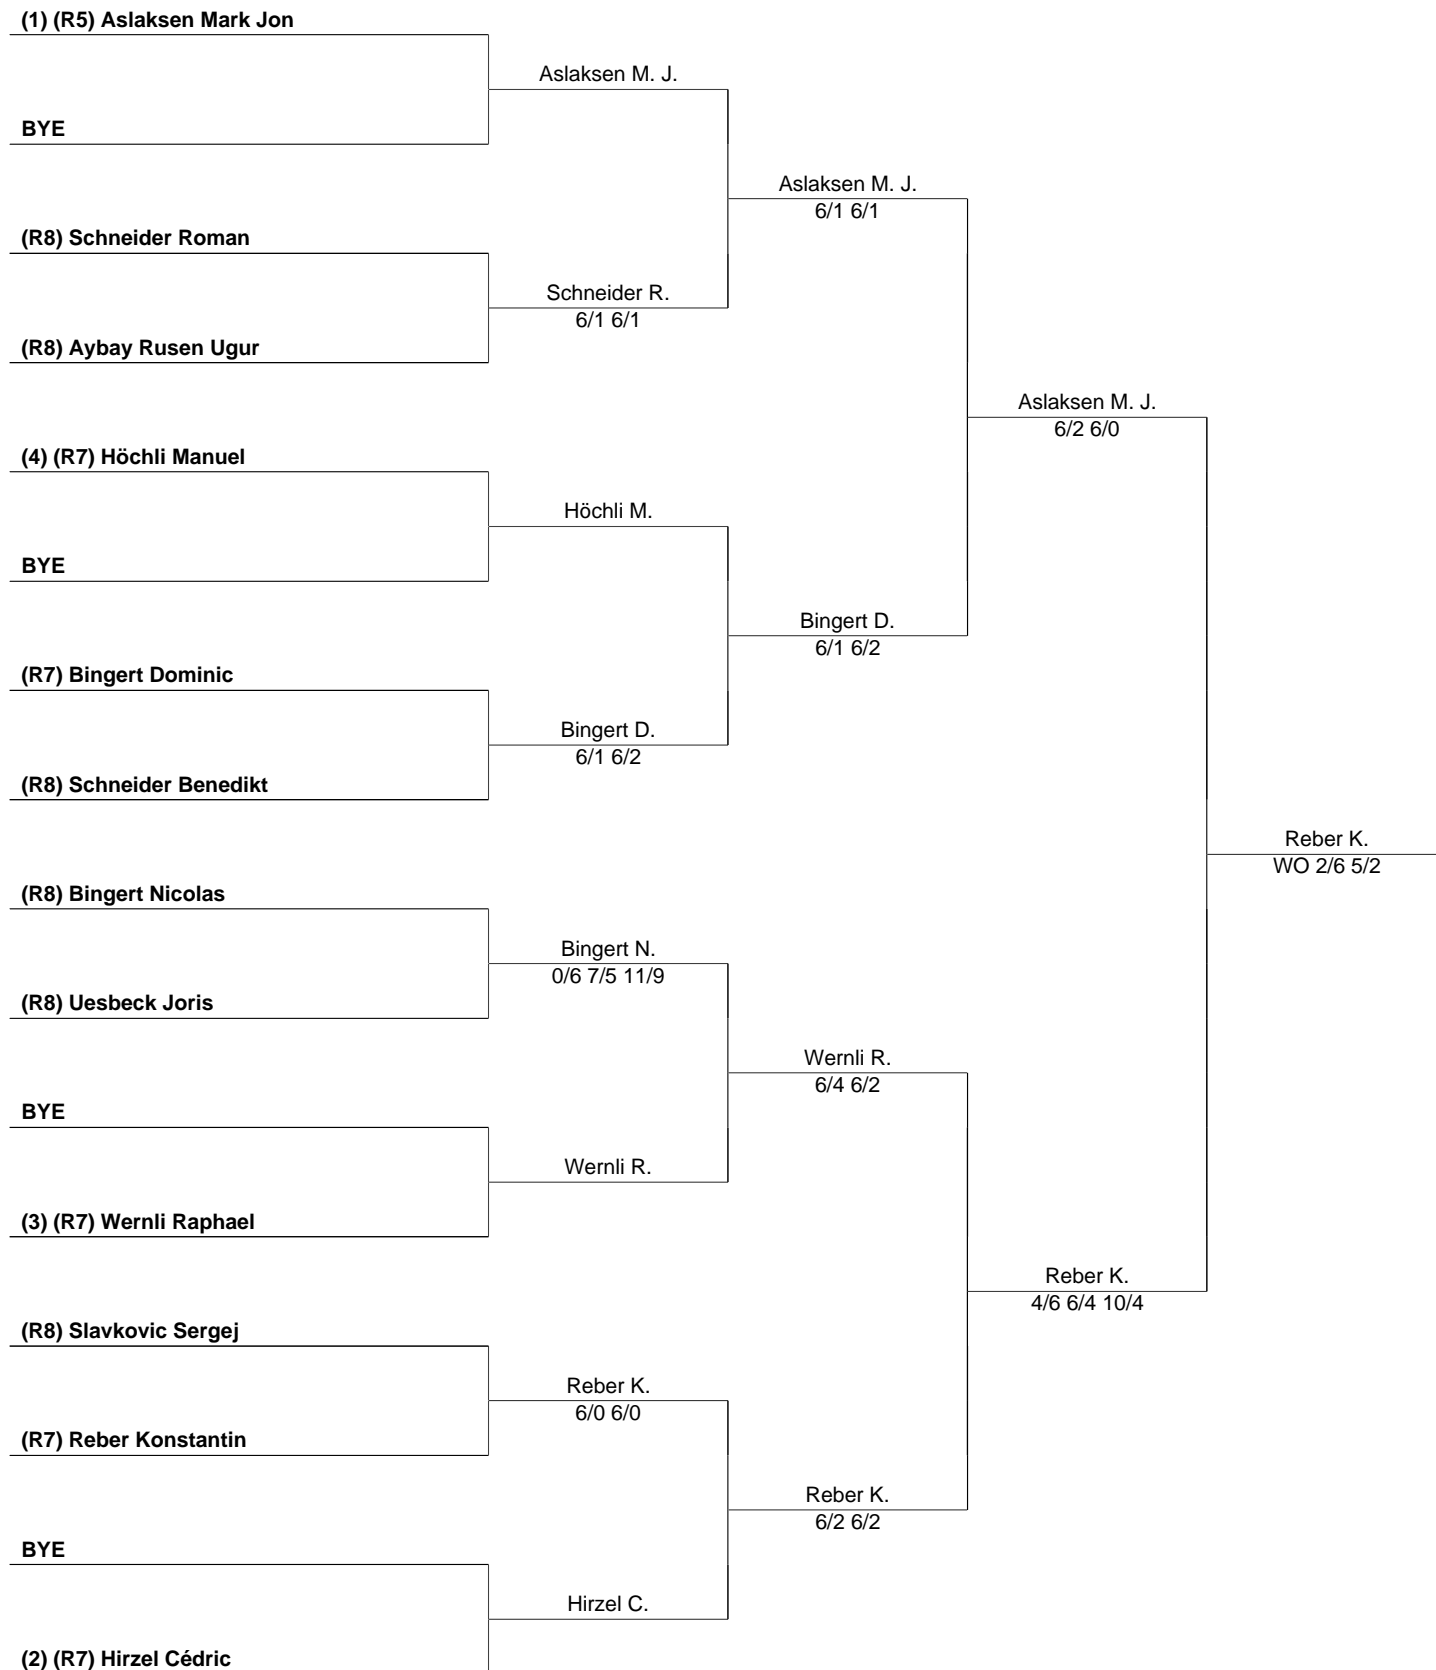 (1) (R5) Aslaksen Mark Jon
Aslaksen M. J.
BYE
Aslaksen M. J.
6/1 6/1
(R8) Schneider Roman
Schneider R.
6/1 6/1
(R8) Aybay Rusen Ugur
Aslaksen M. J.
6/2 6/0
(4) (R7) Höchli Manuel
Höchli M.
BYE
Bingert D.
6/1 6/2
(R7) Bingert Dominic
Bingert D.
6/1 6/2
(R8) Schneider Benedikt
Reber K.
WO 2/6 5/2
(R8) Bingert Nicolas
Bingert N.
0/6 7/5 11/9
(R8) Uesbeck Joris
Wernli R.
6/4 6/2
BYE
Wernli R.
(3) (R7) Wernli Raphael
Reber K.
4/6 6/4 10/4
(R8) Slavkovic Sergej
Reber K.
6/0 6/0
(R7) Reber Konstantin
Reber K.
6/2 6/2
BYE
Hirzel C.
(2) (R7) Hirzel Cédric